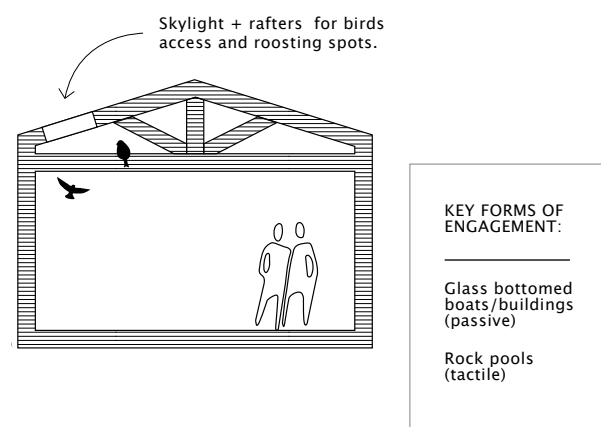 Skylight + rafters for birds
access and roosting spots.
KEY FORMS OF
ENGAGEMENT:
Glass bottomed
boats/buildings
(passive)
Rock pools
(tactile)